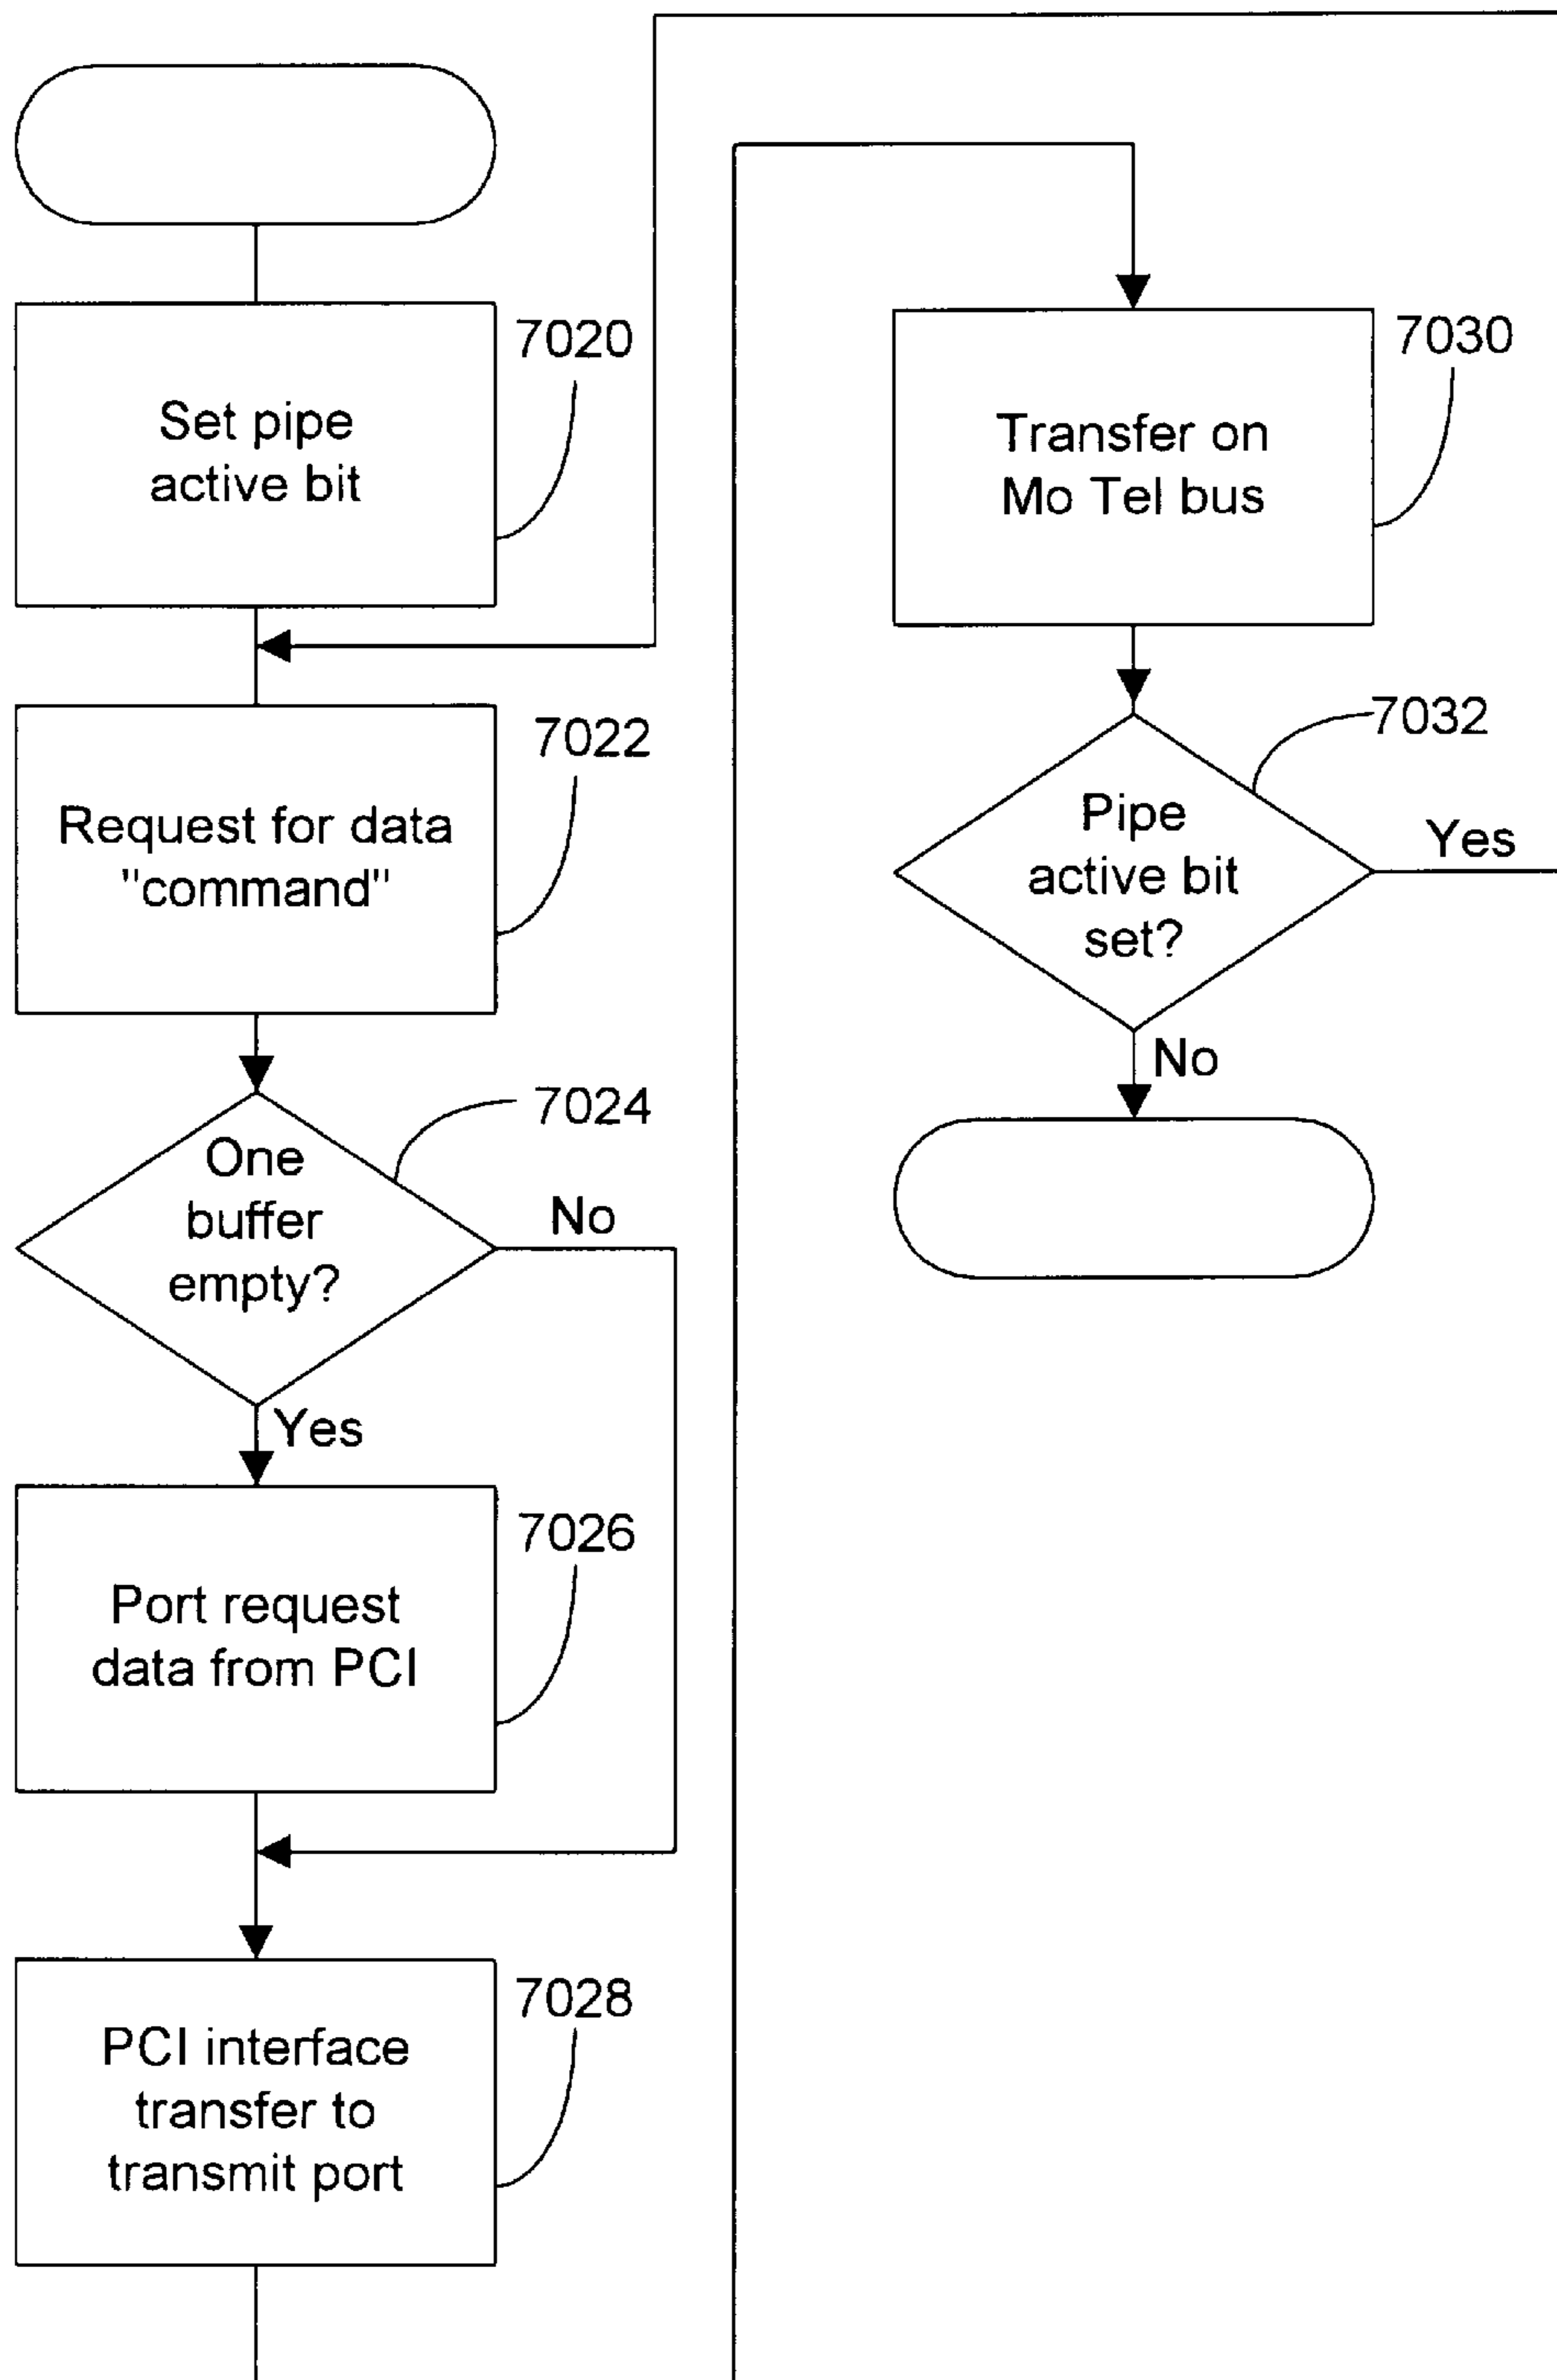 7020
Set pipe
active bit
7022
Request for data
"command"
7024
One
buffer
empty?
No
Yes
7026
Port request
data from PCI
7028
PCI interface
transfer to
transmit port
7030
Transfer on
Mo Tel bus
7032
Pipe
active bit
set?
Yes
No